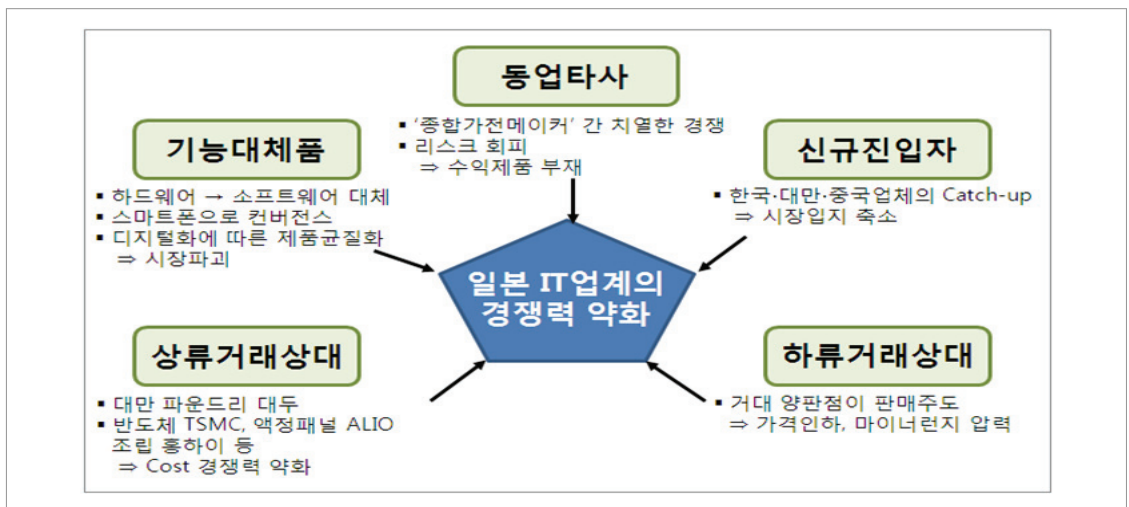 동업타사
▪ '종합가전메이커' 간 치열한 경쟁
▪ 리스크 회피
⇒ 수익제품 부재
기능대체품
▪ 하드웨어 → 소프트웨어 대체
▪ 스마트폰으로 컨버전스
▪ 디지털화에 따른 제품균질화
⇒ 시장파괴
신규진입자
▪ 한국·대만·중국업체의 Catch-up
⇒ 시장입지 축소
일본 IT업계의
경쟁력 약화
상류거래상대
▪ 대만 파운드리 대두
▪ 반도체 TSMC, 액정패널 ALIO
조립 홍하이 등
⇒ Cost 경쟁력 약화
하류거래상대
▪ 거대 양판점이 판매주도
⇒ 가격인하, 마이너런지 압력